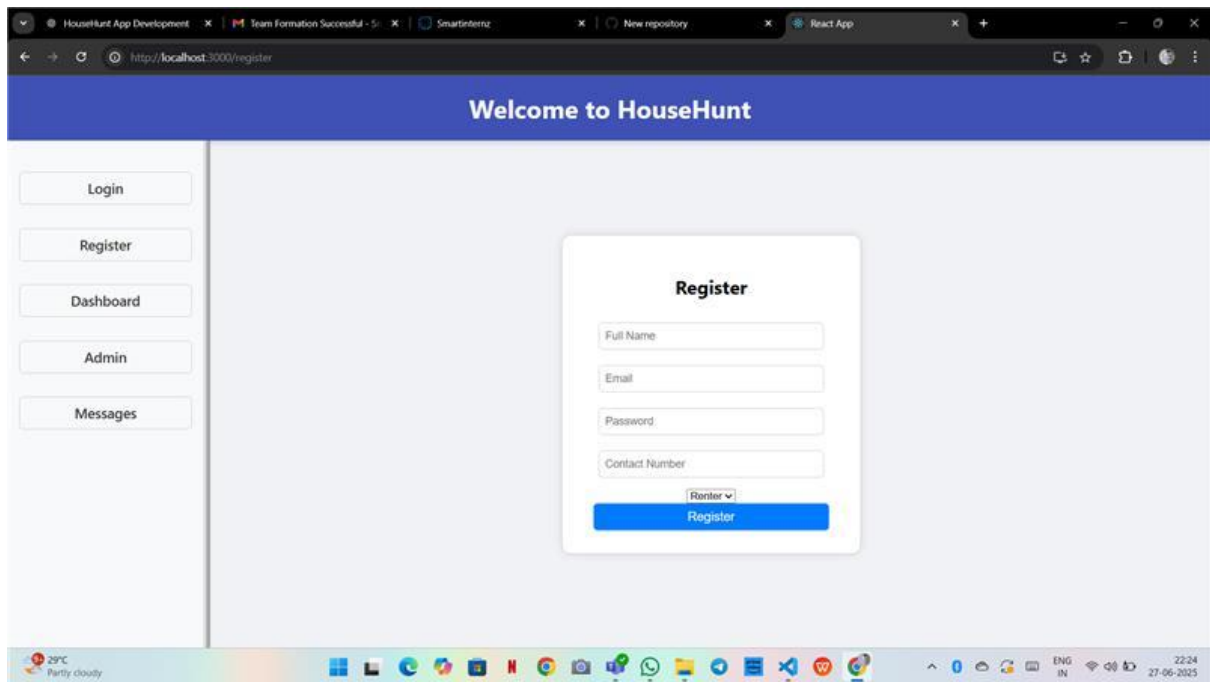 HouseHunt App Development
Team Formation Successful - S
Smartinternz
New repository
React App
http://localhost:3000/register
Welcome to HouseHunt
Login
Register
Dashboard
Admin
Messages
Register
Full Name
Email
Password
Contact Number
Renter
Register
29°C
Partly cloudy
ENG
IN
22:24
27-06-2025